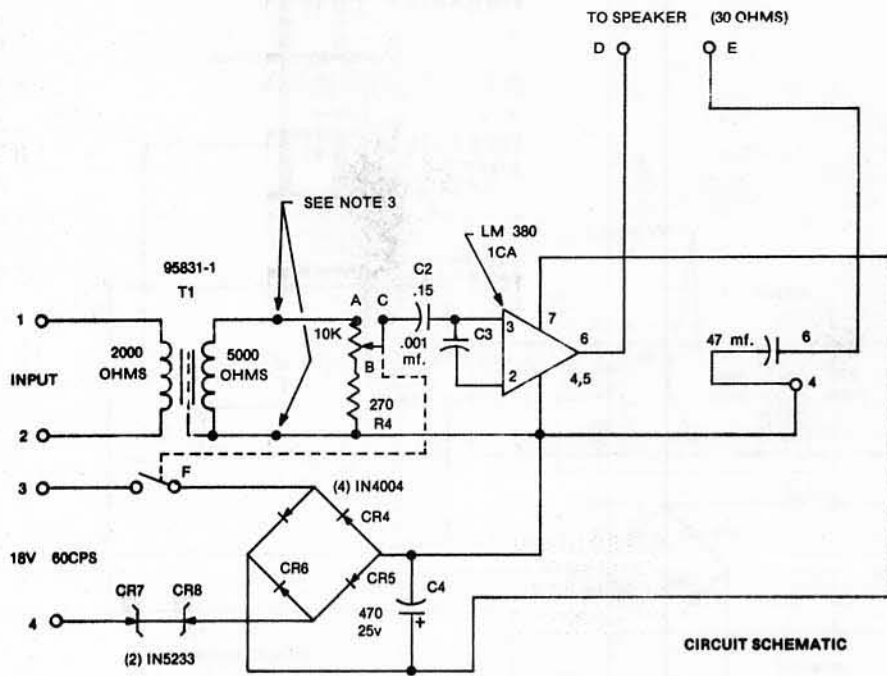 TO SPEAKER (30 OHMS)
D E
SEE NOTE 3
LM 380
1CA
95831-1
T1
C2
.15
1
A C
10K
7
3
C3
.001
mf.
6
47 mf. 6
2000
OHMS
5000
OHMS
INPUT
B
2
4,5
4
270
R4
2
3
F
(4) IN4004
CR4
18V 60CPS
CR6
CR5
C4
CR7 CR8
470
25v
+
4
(2) IN5233
CIRCUIT SCHEMATIC